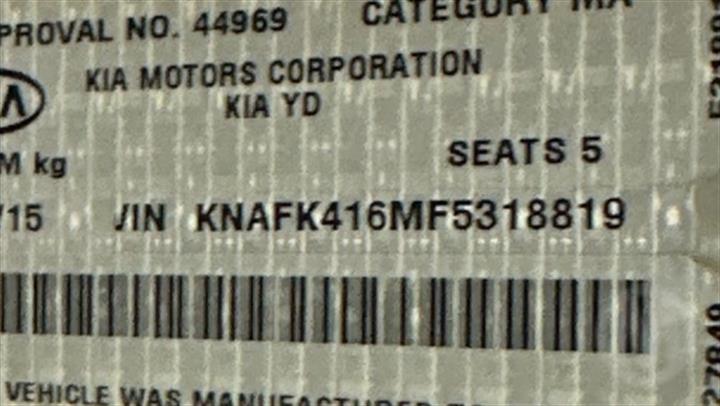 PROVAL NO. 44969 CATEGORY MA
KIA MOTORS CORPORATION
KIA YD
M kg SEATS 5
/15 VIN KNAFK416MF5318819
VEHICLE WAS MANUFACTURED